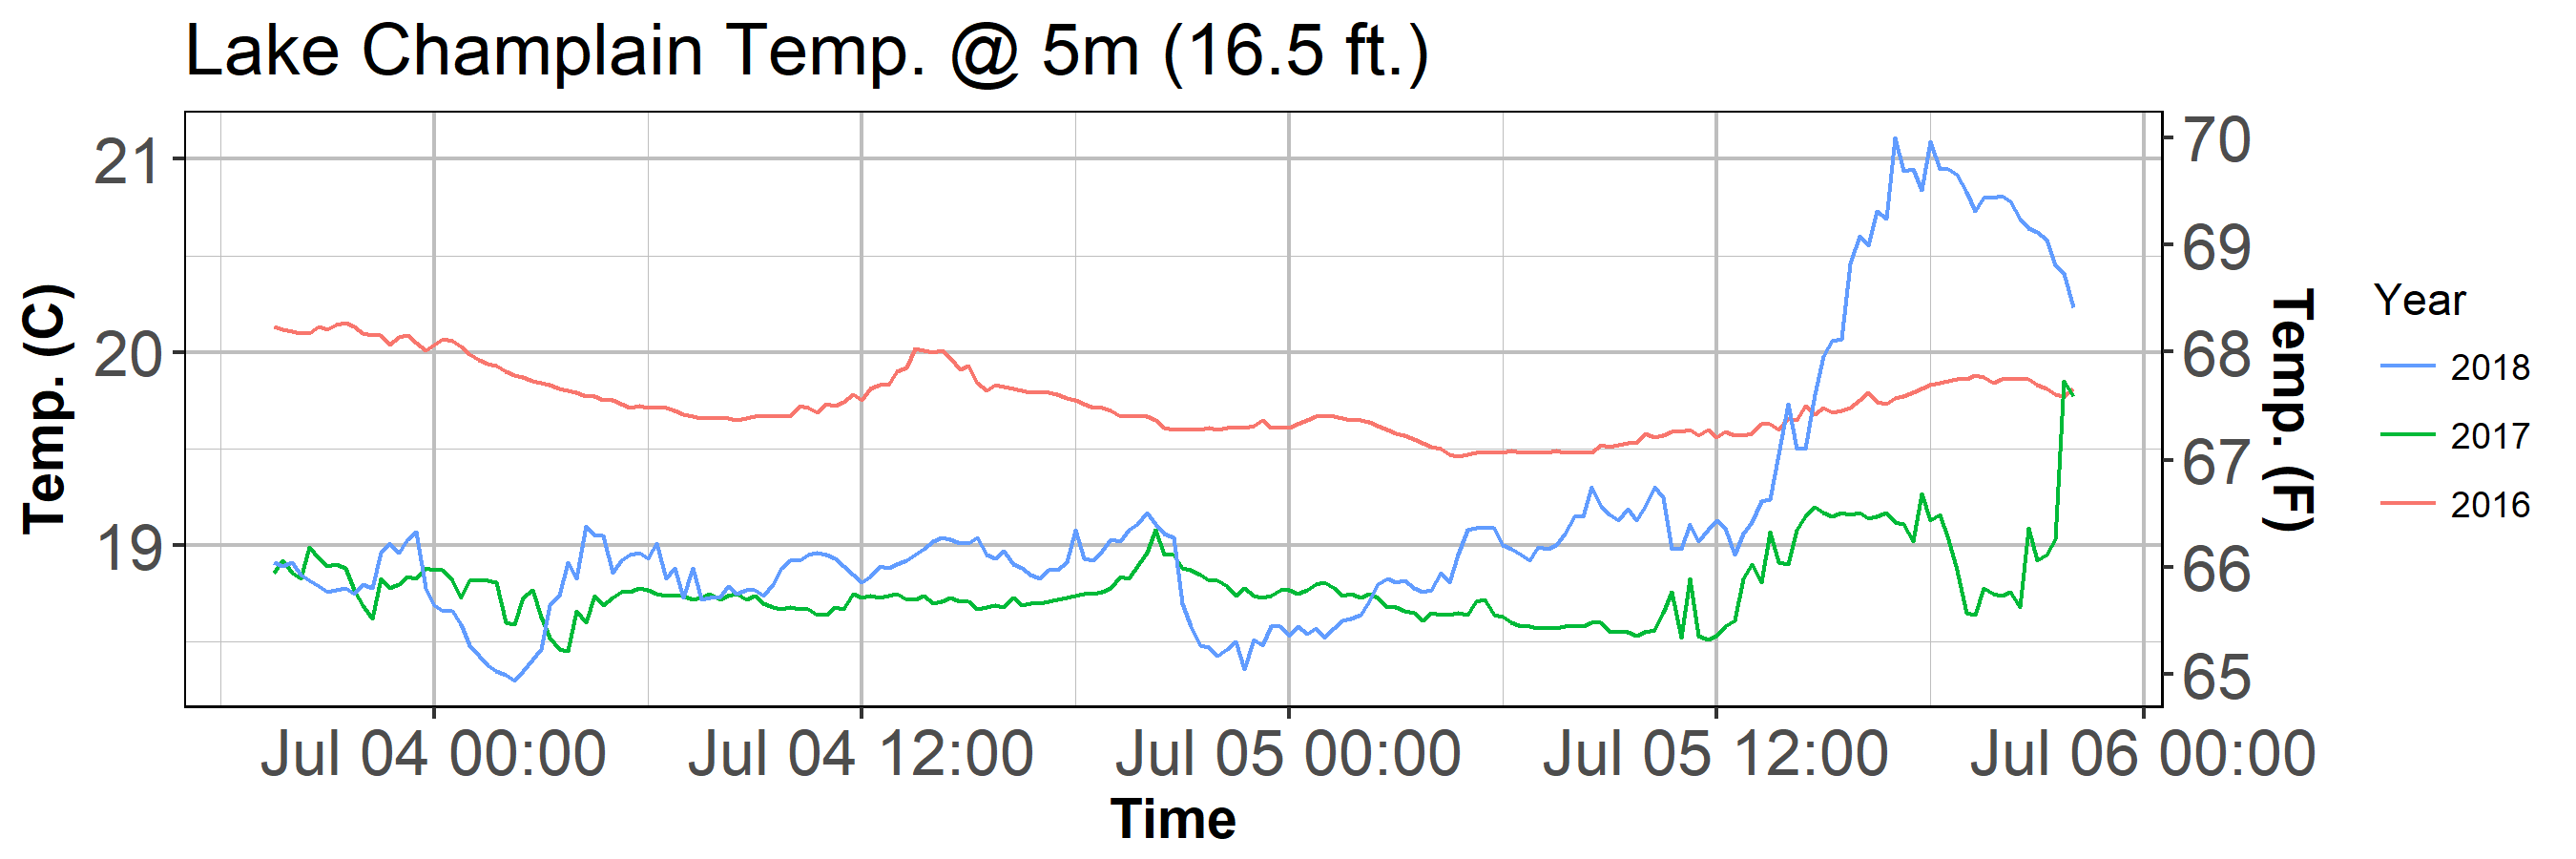 Lake Champlain Temp. @ 5m (16.5 ft.)
21
20
19
Temp. (C)
70
69
68
67
66
65
Temp. (F)
Jul 04 00:00
Jul 04 12:00
Jul 05 00:00
Jul 05 12:00
Jul 06 00:00
Time
Year
2018
2017
2016